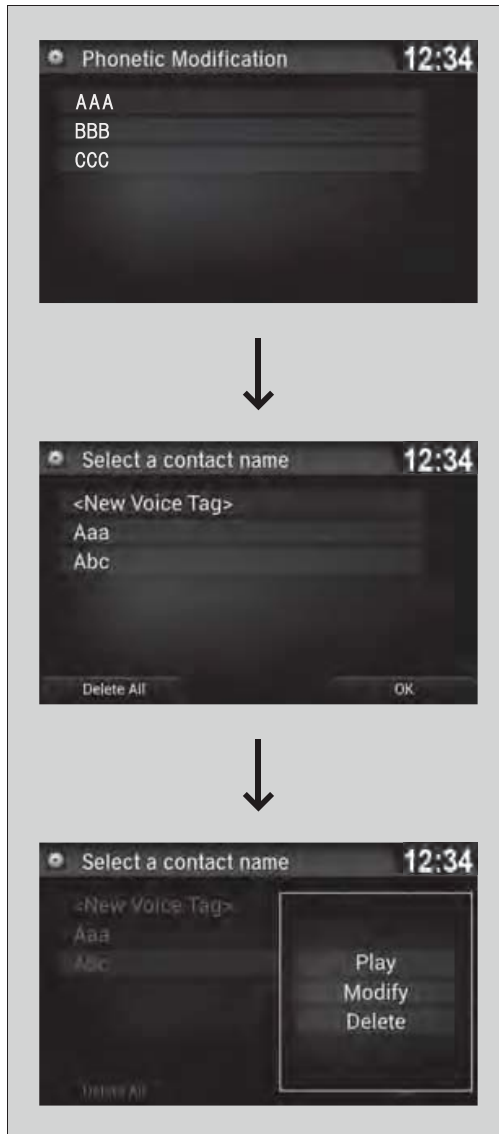 Phonetic Modification 12:34
AAA
BBB
CCC
Select a contact name 12:34
<New Voice Tag>
Aaa
Abc
Delete All OK
Select a contact name 12:34
<New Voice Tag>
Aaa
Abc
Play
Modify
Delete
Delete All